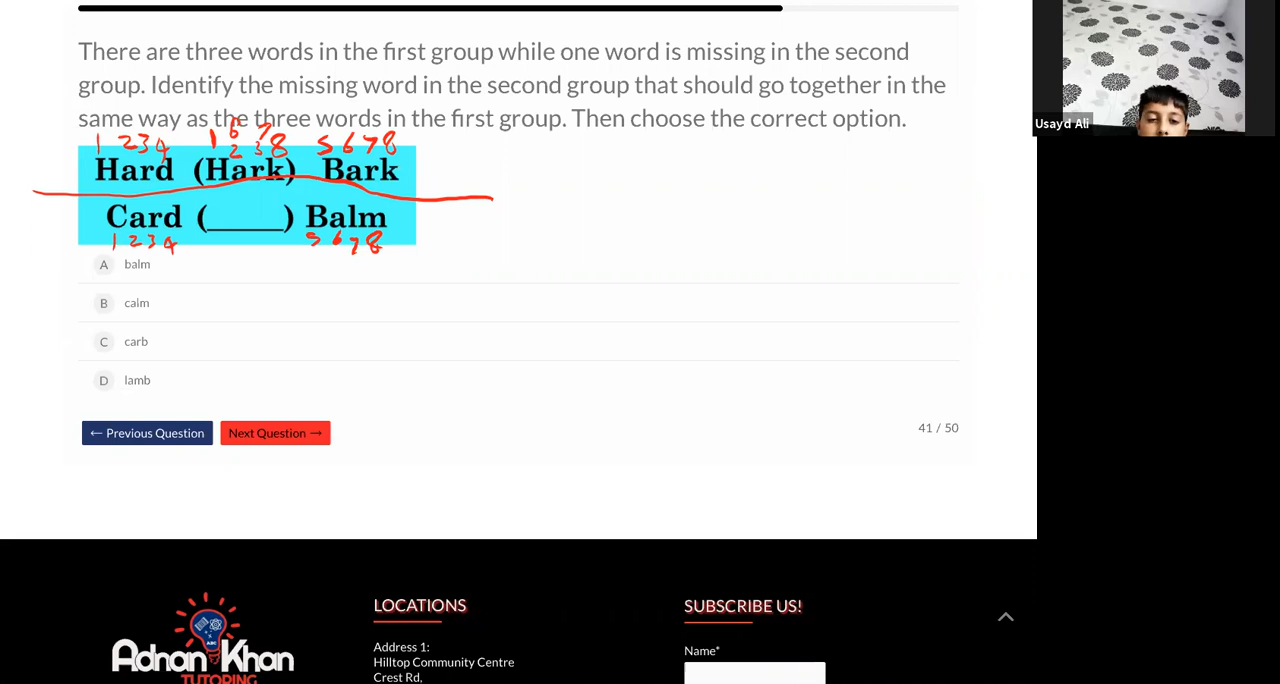 There are three words in the first group while one word is missing in the second
group. Identify the missing word in the second group that should go together in the
same way as the three words in the first group. Then choose the correct option.
1 2 3 4 1 6 2 7 3 8 5 6 7 8
Hard (Hark) Bark
Card (_____) Balm
1 2 3 4 5 6 7 8
A balm
B calm
C carb
D lamb
← Previous Question Next Question → 41 / 50
Usayd Ali
ABC
Adnan Khan
TUTORING
LOCATIONS
Address 1:
Hilltop Community Centre
Crest Rd,
SUBSCRIBE US!
Name*